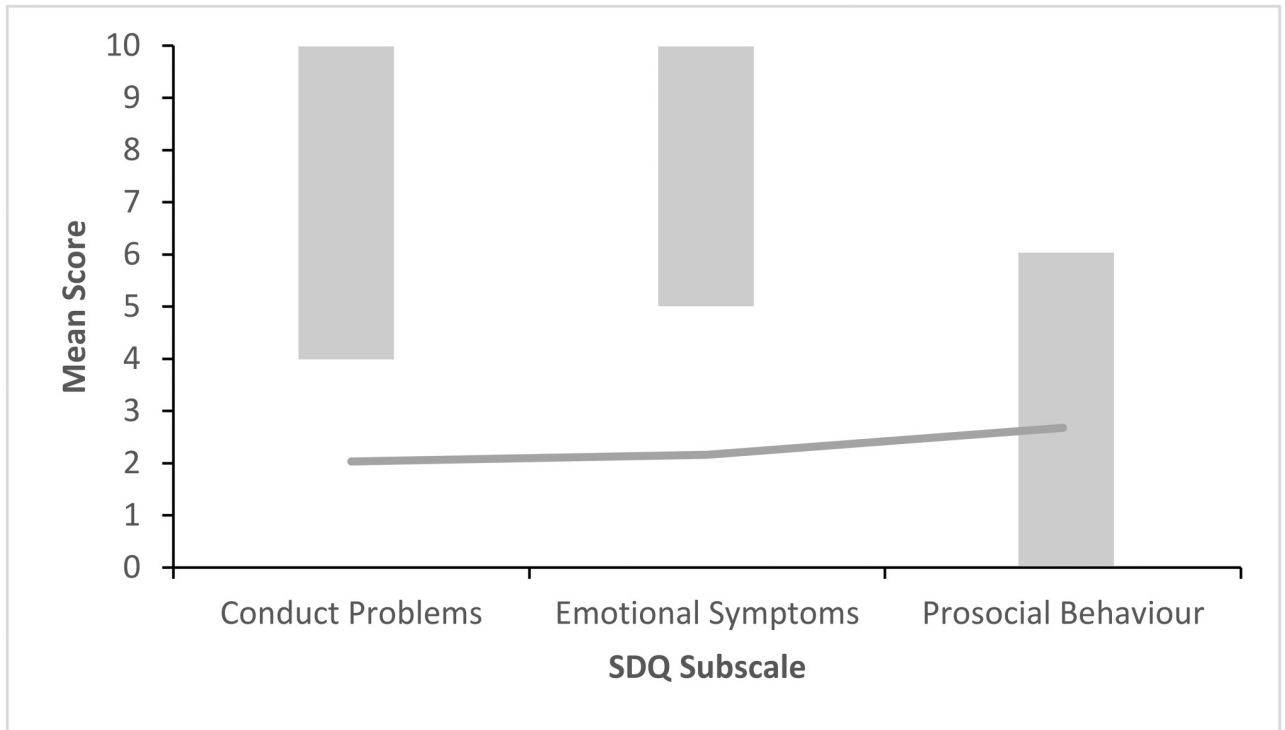 10
9
8
7
6
5
4
3
2
1
0
Mean Score
Conduct Problems
Emotional Symptoms
Prosocial Behaviour
SDQ Subscale